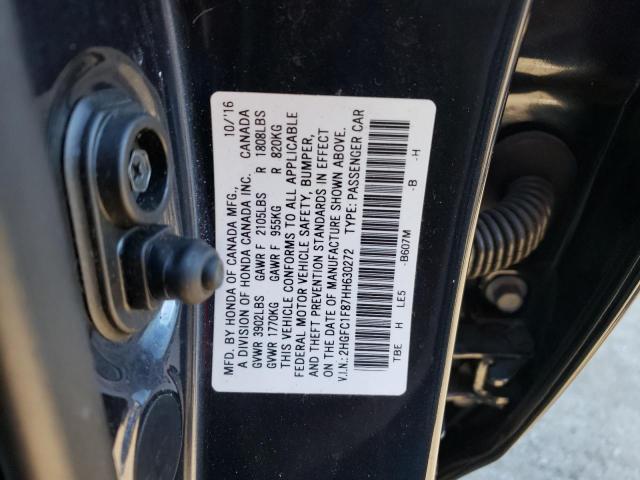 MFD. BY HONDA OF CANADA MFG., 10/'16
A DIVISION OF HONDA CANADA INC. CANADA
GVWR 3902LBS GAWR F 2105LBS R 1808LBS
GVWR 1770KG GAWR F 955KG R 820KG
THIS VEHICLE CONFORMS TO ALL APPLICABLE
FEDERAL MOTOR VEHICLE SAFETY, BUMPER,
AND THEFT PREVENTION STANDARDS IN EFFECT
ON THE DATE OF MANUFACTURE SHOWN ABOVE.
V.I.N.: 2HGFC1F87HH630272 TYPE: PASSENGER CAR
TBE H LE5 -B607M -B -H